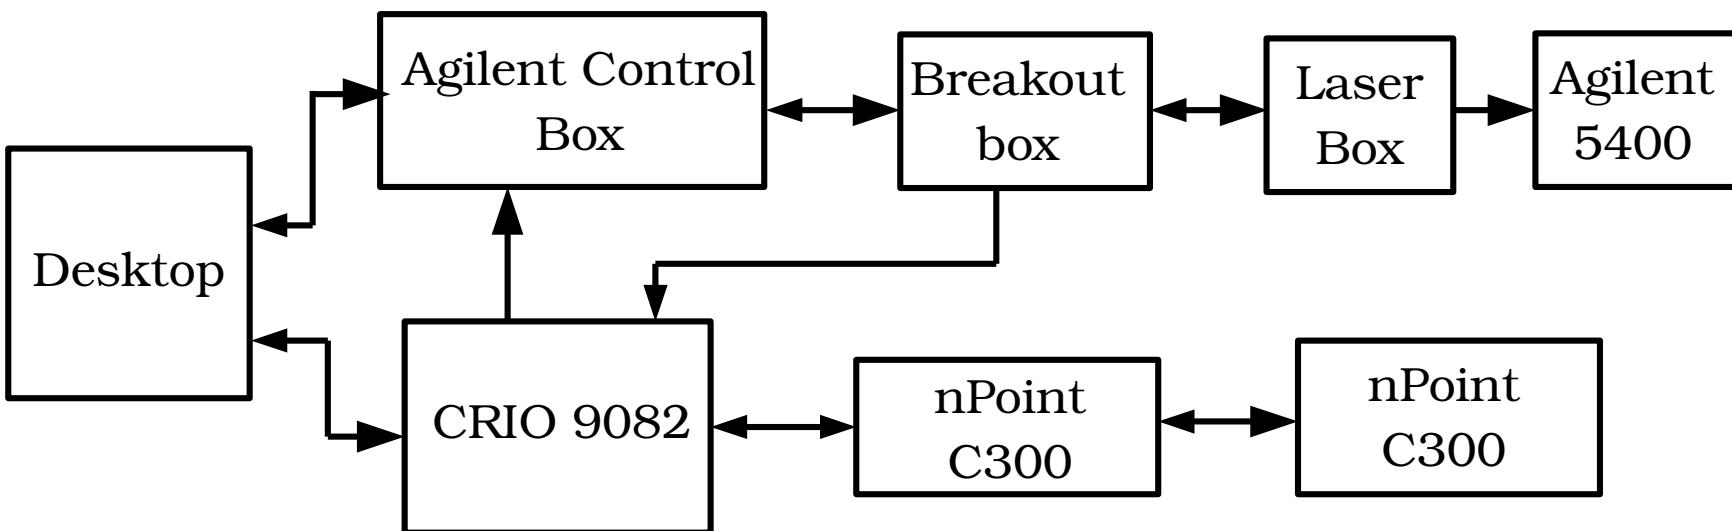 Agilent Control
Box
Breakout
box
Laser
Box
Agilent
5400
Desktop
CRIO 9082
nPoint
C300
nPoint
C300